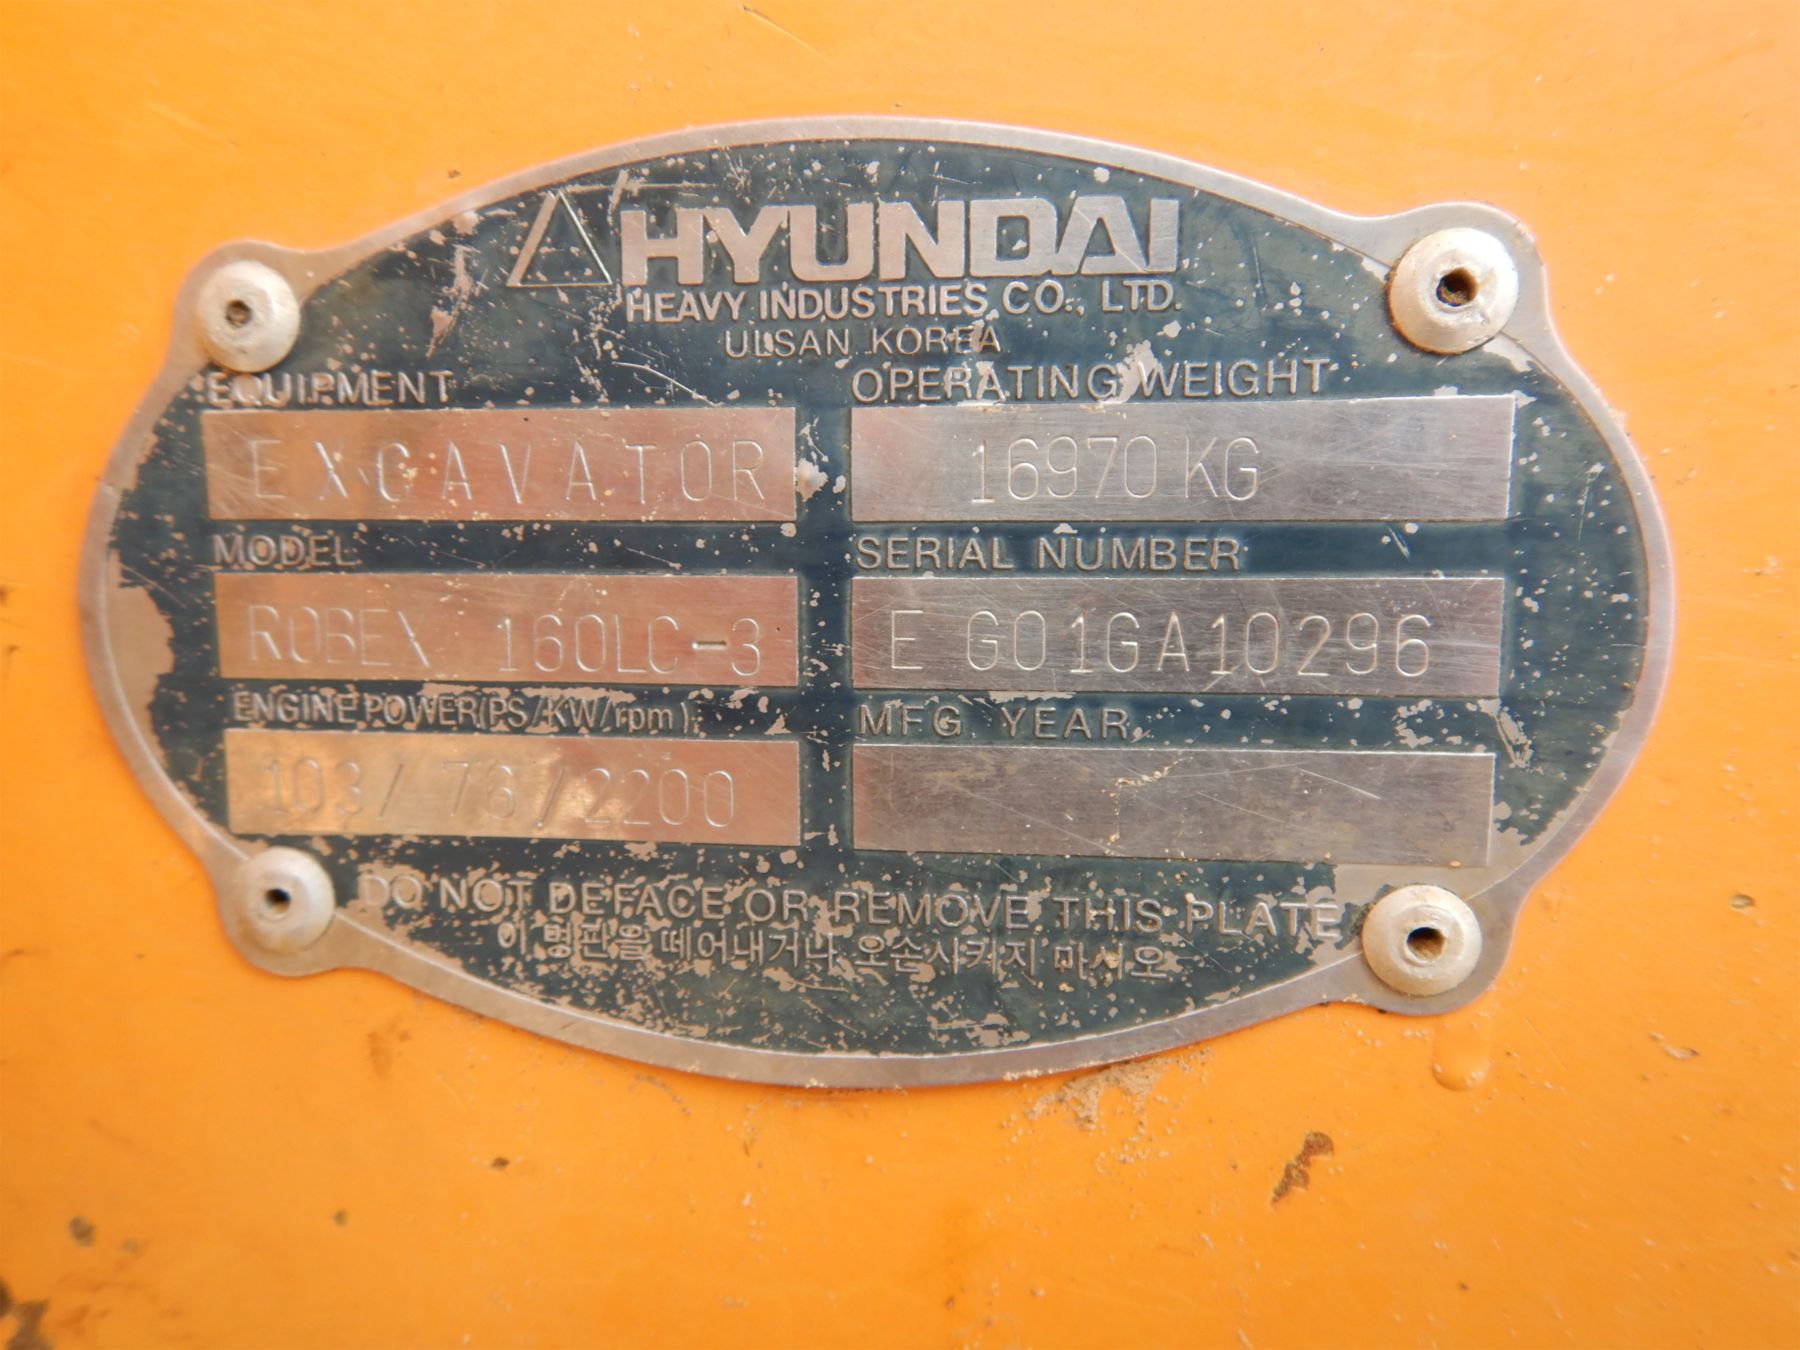 HYUNDAI
HEAVY INDUSTRIES CO., LTD.
ULSAN KOREA
EQUIPMENT
EXCAVATOR
OPERATING WEIGHT
16970 KG
MODEL
ROBEX 160LC-3
SERIAL NUMBER
E G01GA10296
ENGINE POWER(PS/KW/rpm)
103/ 76/2200
MFG. YEAR
DO NOT DEFACE OR REMOVE THIS PLATE
이 명판을 떼어내거나 오손시키지 마시오